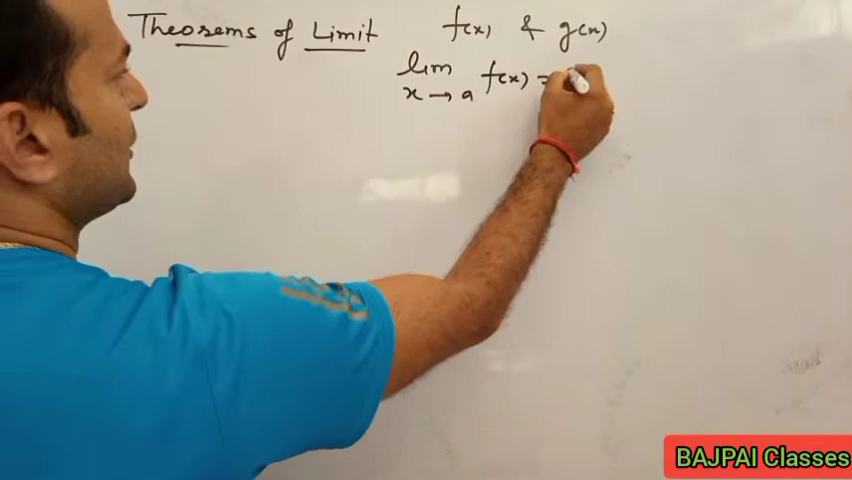 Theorems of Limit f(x) & g(x)
lim f(x) =
x → a
BAJPAI Classes